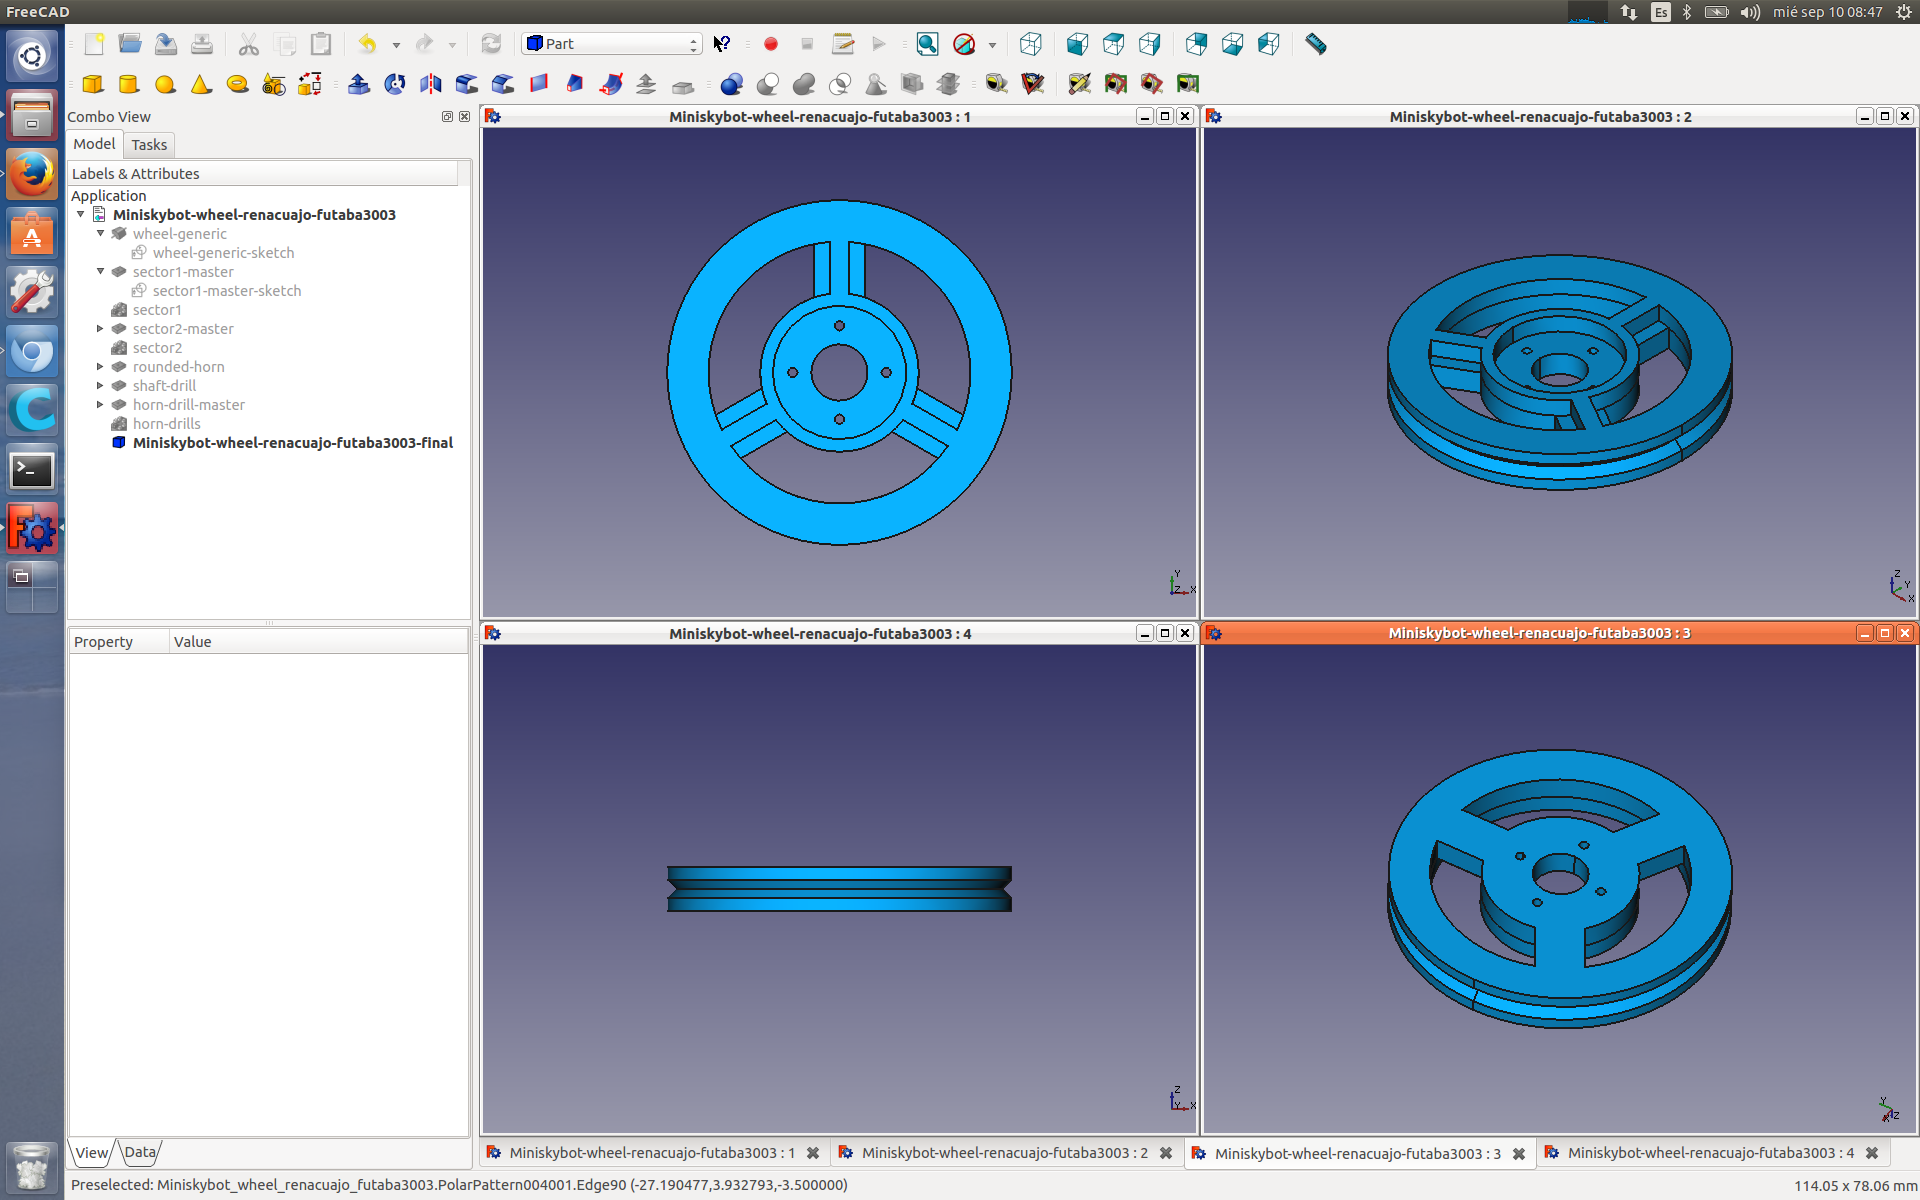 FreeCAD
Es
mié sep 10 08:47
Part
Combo View
Model
Tasks
Labels & Attributes
Application
Miniskybot-wheel-renacuajo-futaba3003
wheel-generic
wheel-generic-sketch
sector1-master
sector1-master-sketch
sector1
sector2-master
sector2
rounded-horn
shaft-drill
horn-drill-master
horn-drills
Miniskybot-wheel-renacuajo-futaba3003-final
Property Value
View
Data
Miniskybot-wheel-renacuajo-futaba3003 : 1
Y
Z
X
Miniskybot-wheel-renacuajo-futaba3003 : 2
Z
Y
X
Miniskybot-wheel-renacuajo-futaba3003 : 4
Z
Y
X
Miniskybot-wheel-renacuajo-futaba3003 : 3
Y
X
Z
Miniskybot-wheel-renacuajo-futaba3003 : 1
Miniskybot-wheel-renacuajo-futaba3003 : 2
Miniskybot-wheel-renacuajo-futaba3003 : 3
Miniskybot-wheel-renacuajo-futaba3003 : 4
Preselected: Miniskybot_wheel_renacuajo_futaba3003.PolarPattern004001.Edge90 (-27.190477,3.932793,-3.500000)
114.05 x 78.06 mm